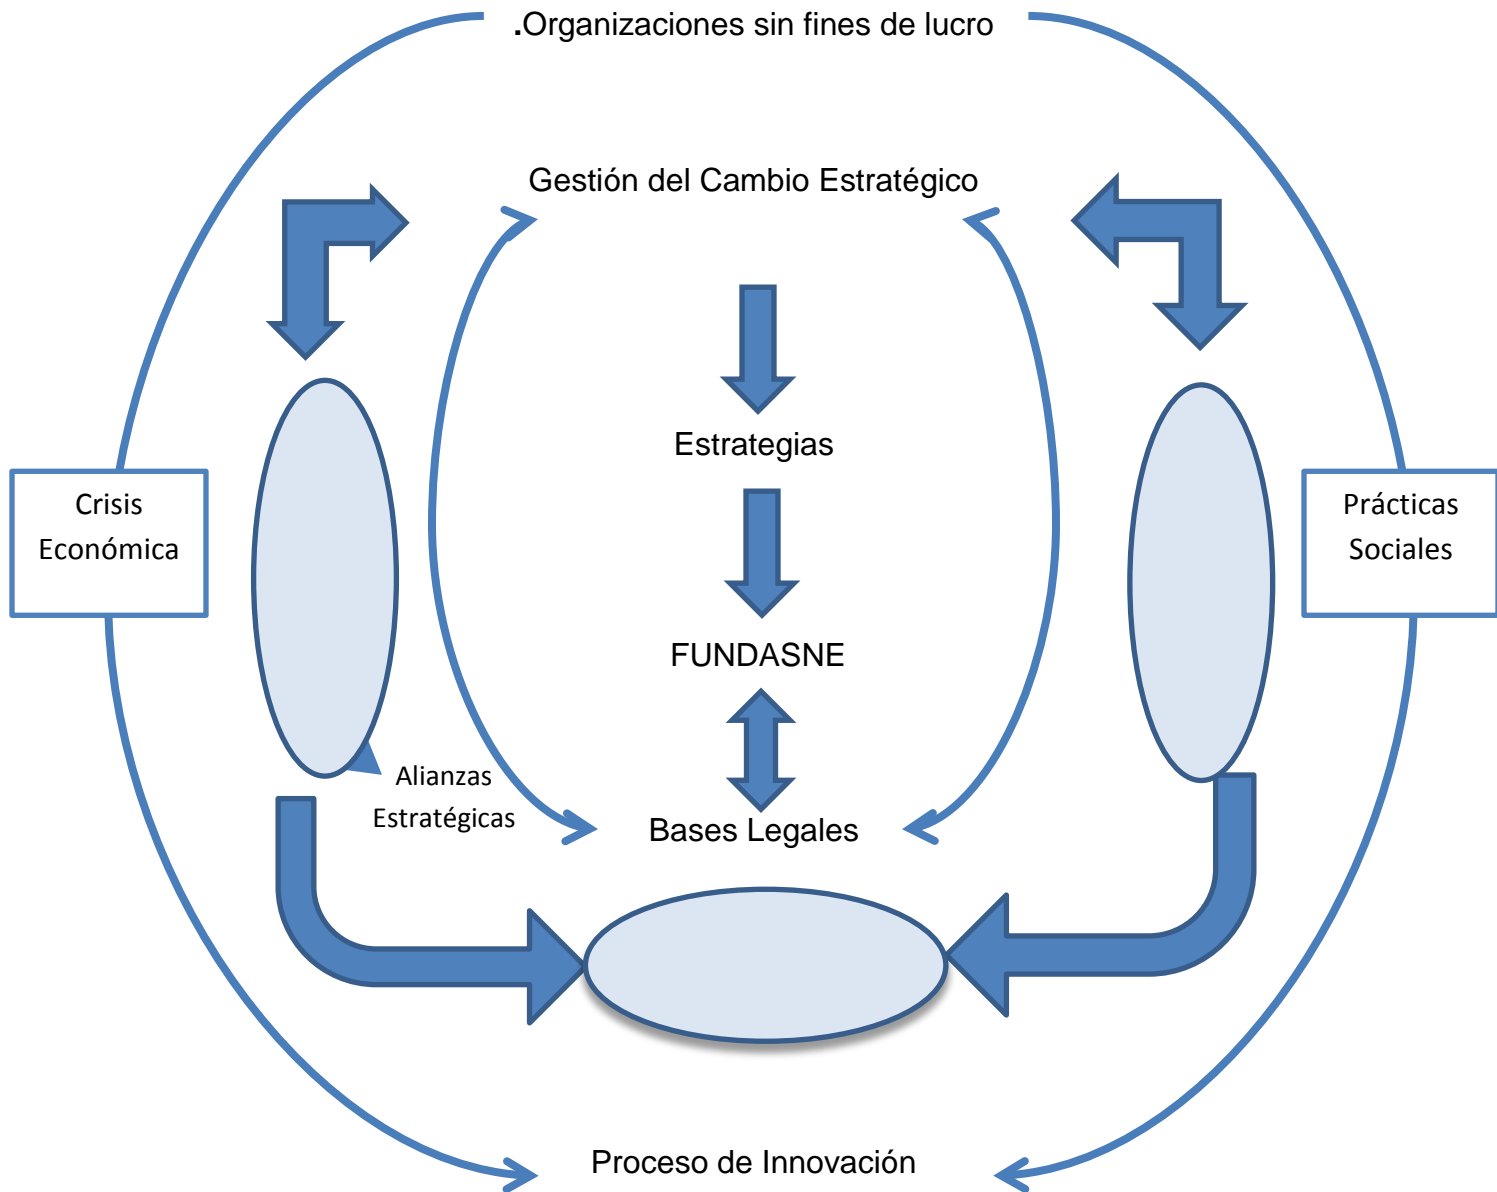 .Organizaciones sin fines de lucro
Gestión del Cambio Estratégico
Estrategias
Crisis
Económica
Prácticas
Sociales
FUNDASNE
Alianzas
Estratégicas
Bases Legales
Proceso de Innovación